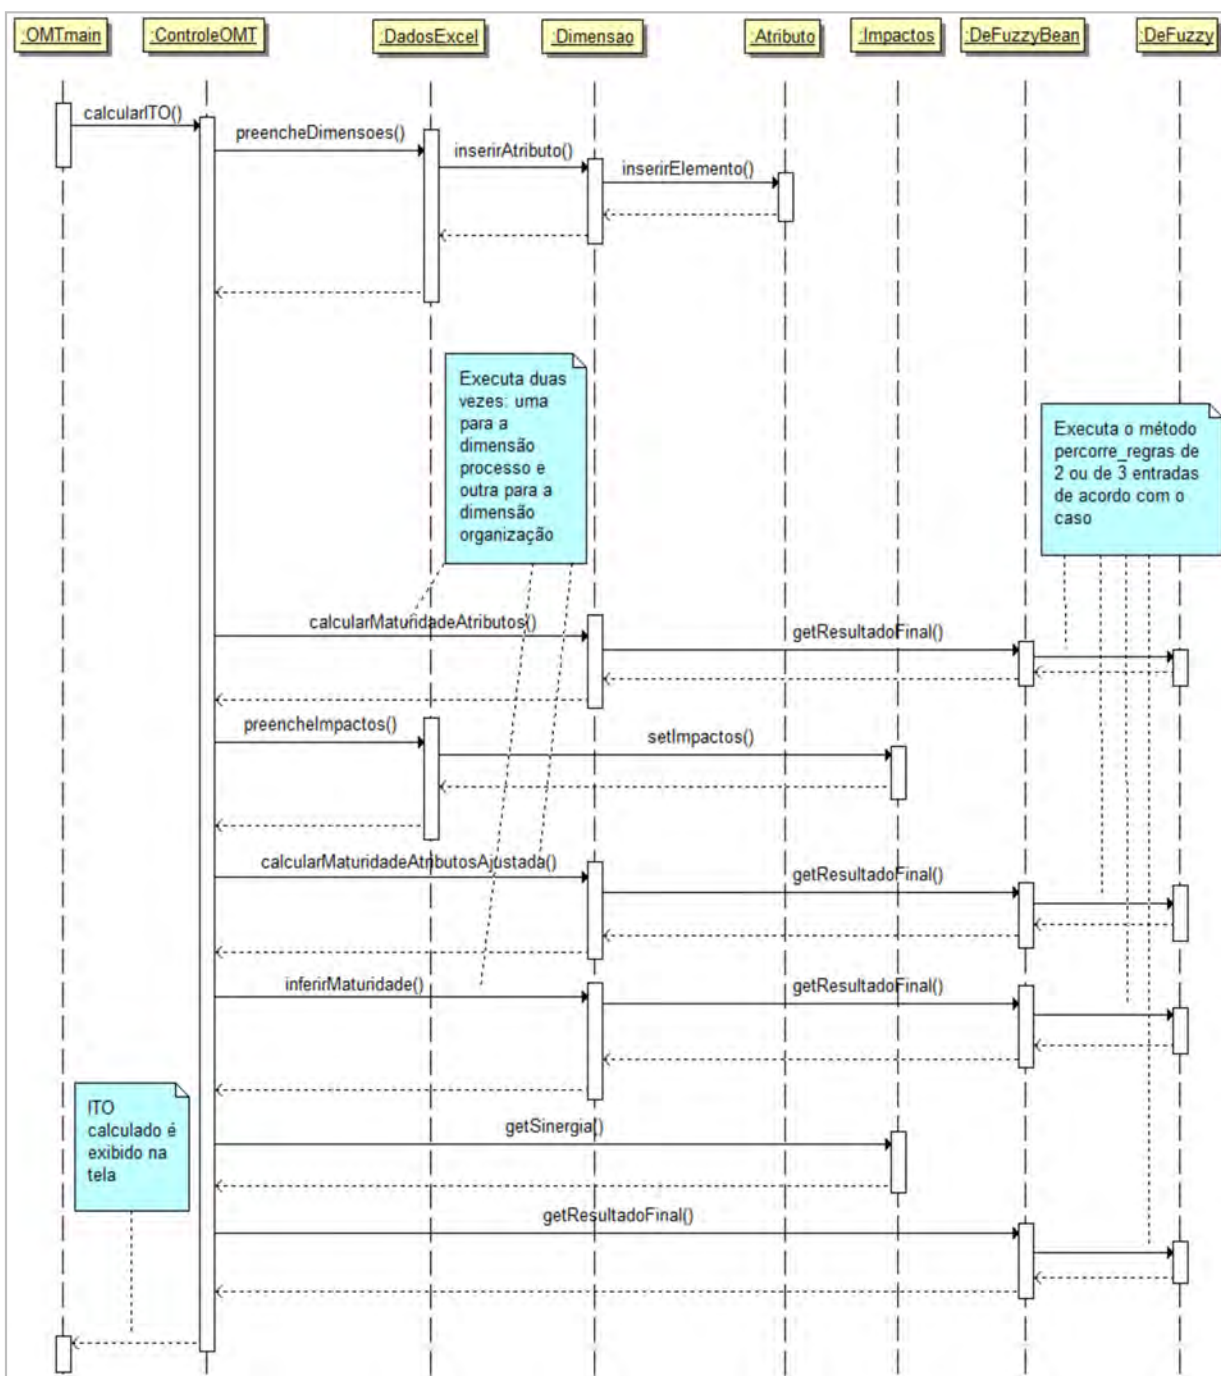 :OMTmain
:ControleOMT
:DadosExcel
:Dimensao
:Atributo
:Impactos
:DeFuzzyBean
:DeFuzzy
calcularITO()
preencheDimensoes()
inserirAtributo()
inserirElemento()
Executa duas
vezes: uma
para a
dimensão
processo e
outra para a
dimensão
organização
Executa o método
percorre_regras de
2 ou de 3 entradas
de acordo com o
caso
calcularMaturidadeAtributos()
getResultadoFinal()
preencheImpactos()
setImpactos()
calcularMaturidadeAtributosAjustada()
getResultadoFinal()
inferirMaturidade()
getResultadoFinal()
ITO
calculado é
exibido na
tela
getSinergia()
getResultadoFinal()